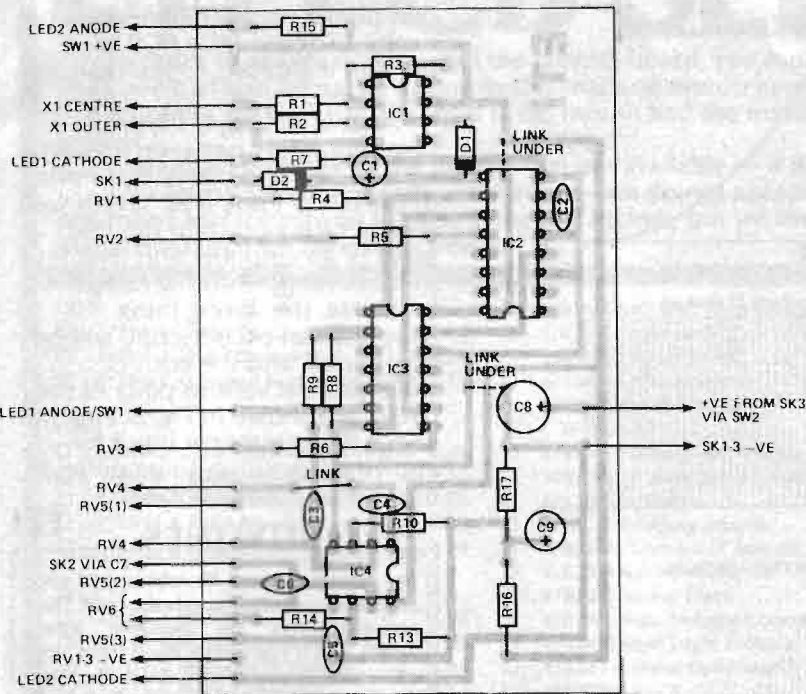 LED2 ANODE
R15
SW1 +VE
R3
X1 CENTRE
R1
IC1
X1 OUTER
R2
D1
LINK
UNDER
LED1 CATHODE
R7
C1
+
SK1
D2
RV1
R4
C2
RV2
R5
IC2
IC3
LINK
UNDER
R9
R8
C8
+
+VE FROM SK3
VIA SW2
LED1 ANODE/SW1
SK1-3 -VE
RV3
R6
RV4
LINK
R17
RV5(1)
C3
C4
R10
C9
+
RV4
SK2 VIA C7
IC4
RV5(2)
C6
RV6
R16
R14
RV5(3)
R13
RV1-3 -VE
LED2 CATHODE